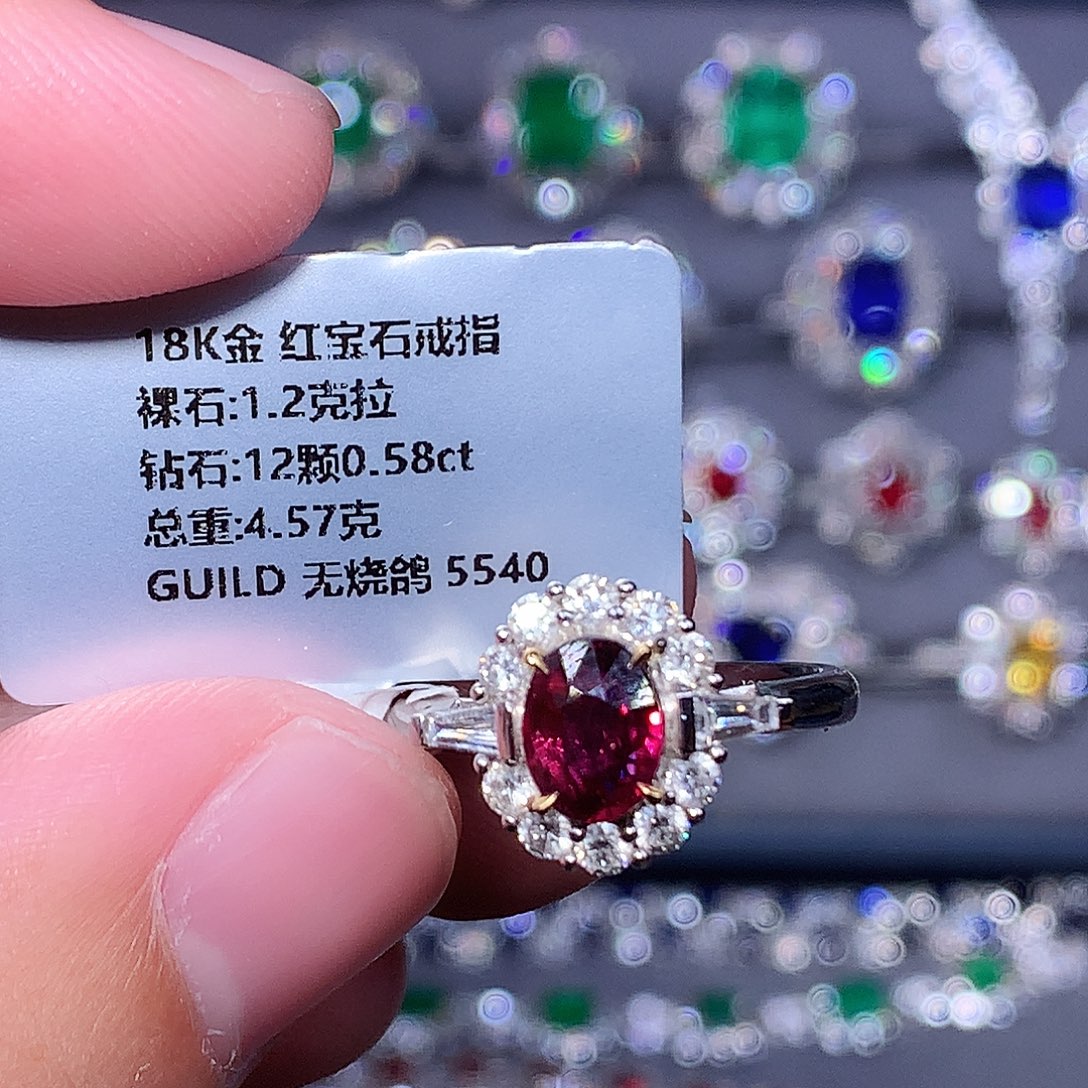 18K金 红宝石戒指
裸石:1.2克拉
钻石:12颗0.58ct
总重:4.57克
GUILD 无烧鸽 5540